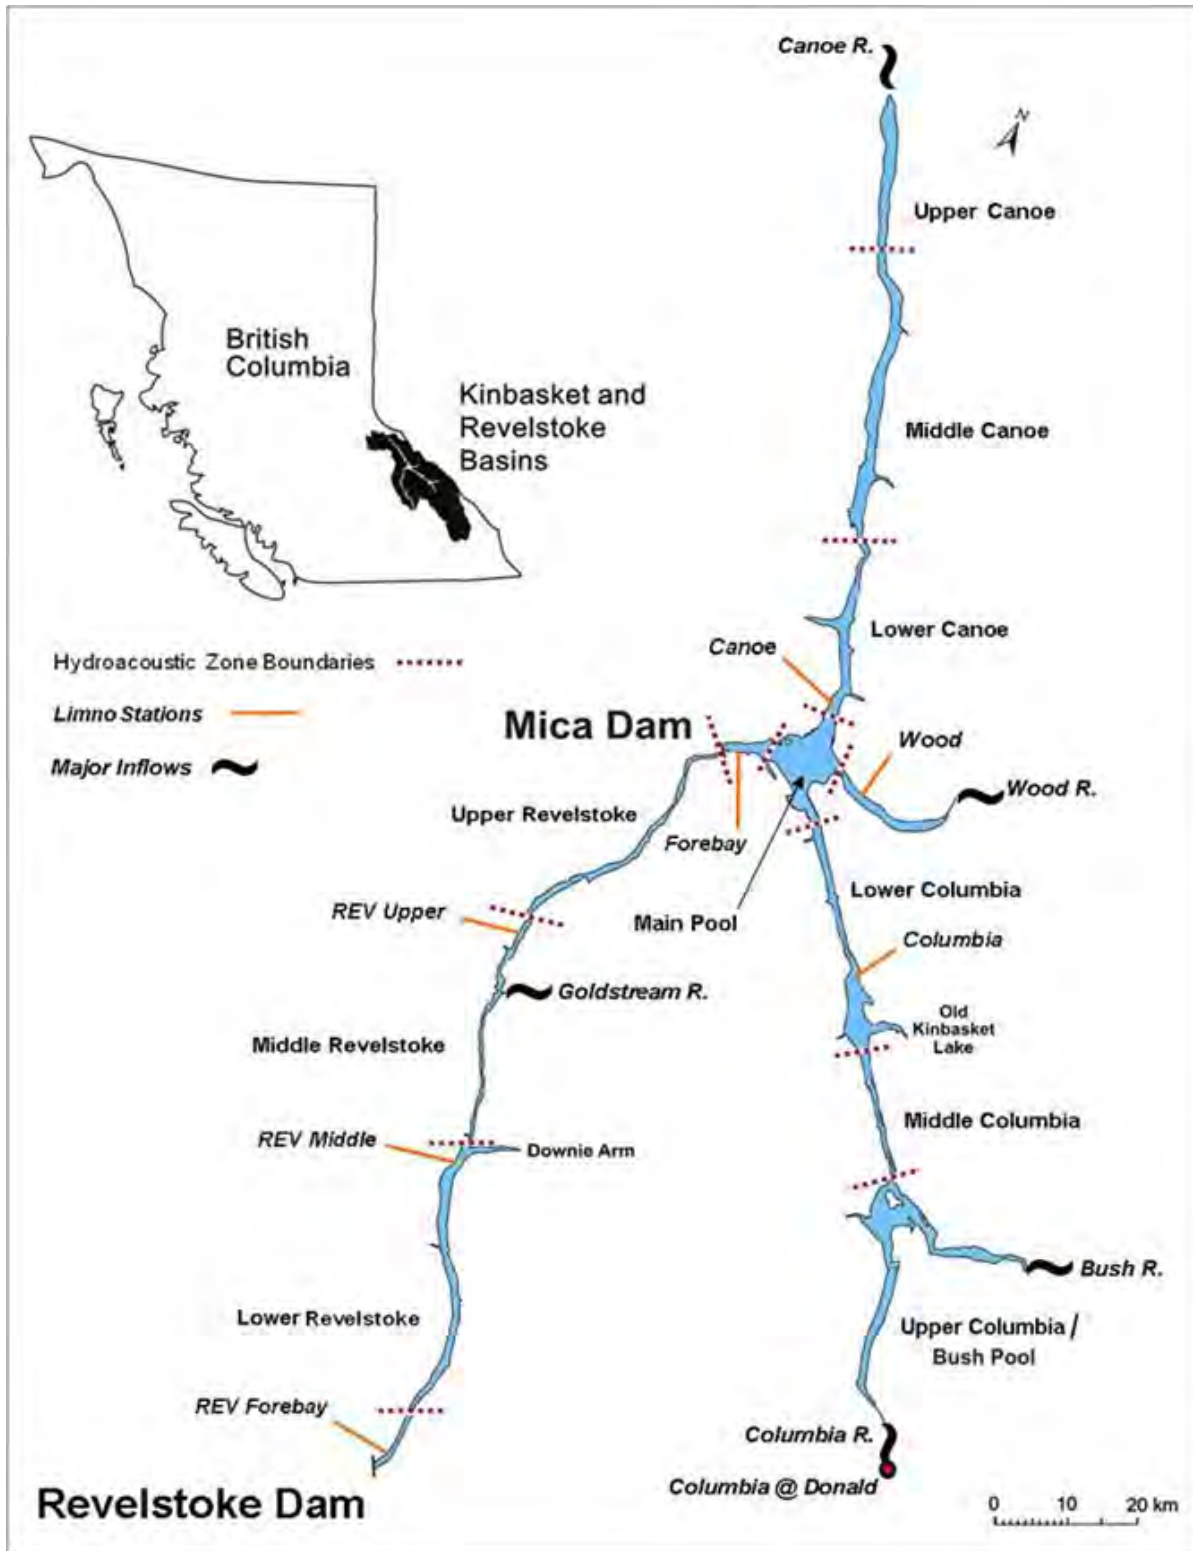 Canoe R.
N
Upper Canoe
British
Columbia
Kinbasket and
Revelstoke
Basins
Middle Canoe
Lower Canoe
Canoe
Hydroacoustic Zone Boundaries
Limno Stations
Major Inflows
Mica Dam
Wood
Wood R.
Upper Revelstoke
Forebay
Lower Columbia
REV Upper
Main Pool
Columbia
Goldstream R.
Old
Kinbasket
Lake
Middle Revelstoke
Middle Columbia
REV Middle
Downie Arm
Bush R.
Lower Revelstoke
Upper Columbia /
Bush Pool
REV Forebay
Columbia R.
Columbia @ Donald
Revelstoke Dam
0 10 20 km